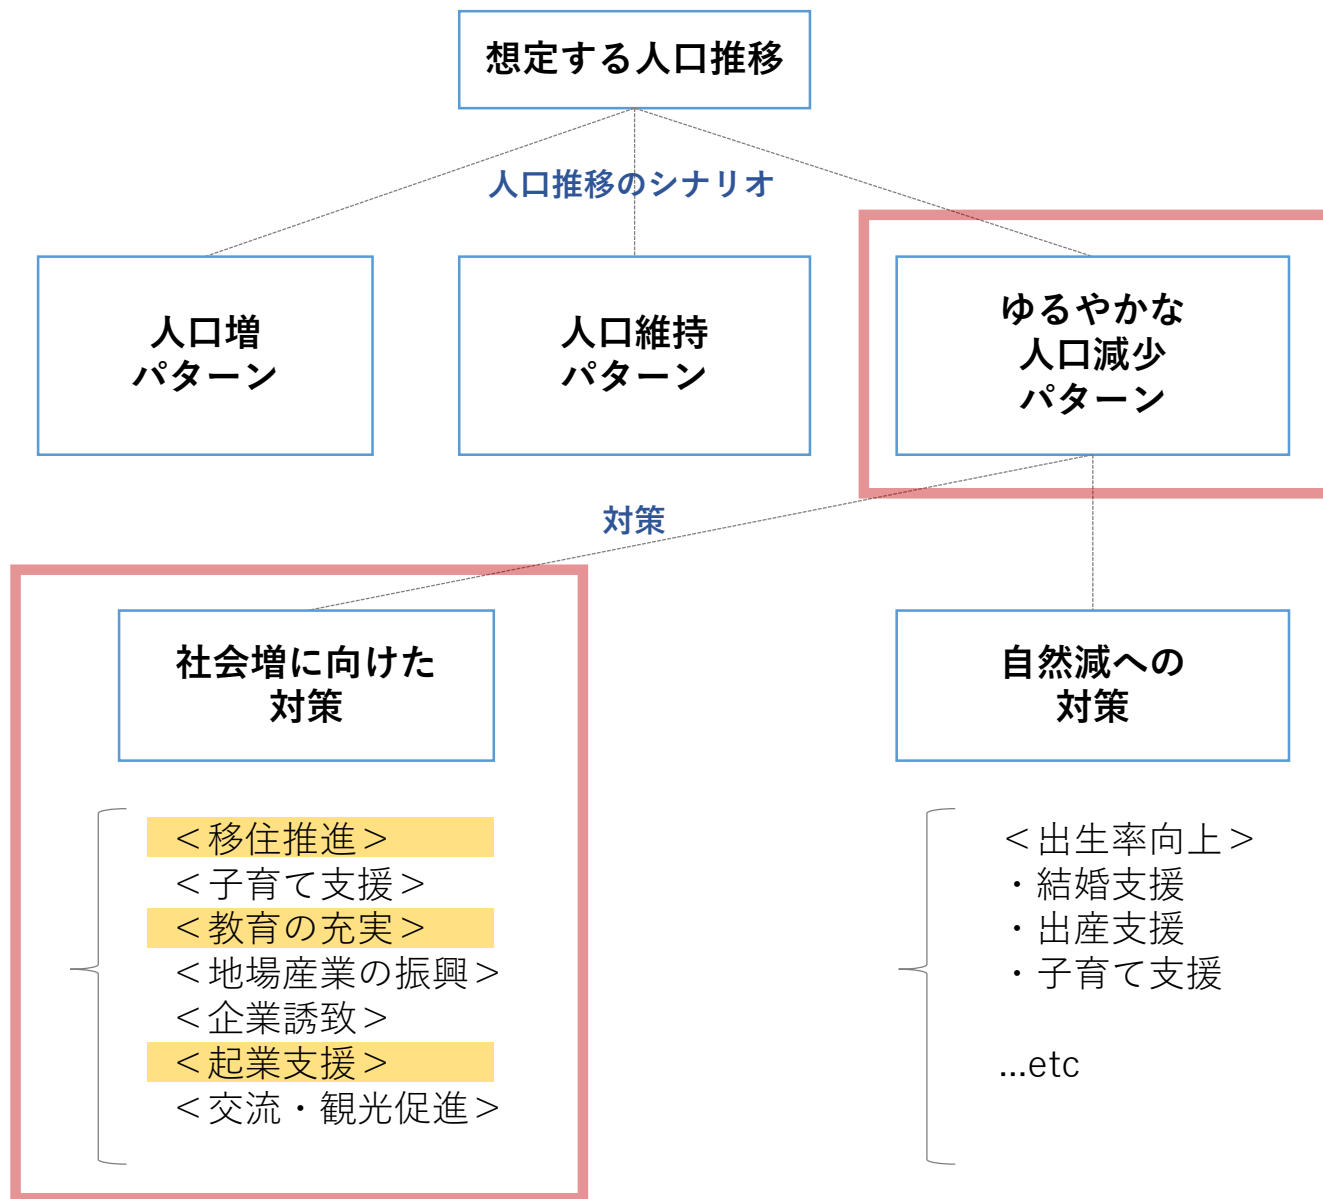 想定する人口推移
人口推移のシナリオ
人口増
パターン
人口維持
パターン
ゆるやかな
人口減少
パターン
対策
社会増に向けた
対策
＜移住推進＞
＜子育て支援＞
＜教育の充実＞
＜地場産業の振興＞
＜企業誘致＞
＜起業支援＞
＜交流・観光促進＞
自然減への
対策
＜出生率向上＞
・結婚支援
・出産支援
・子育て支援
...etc